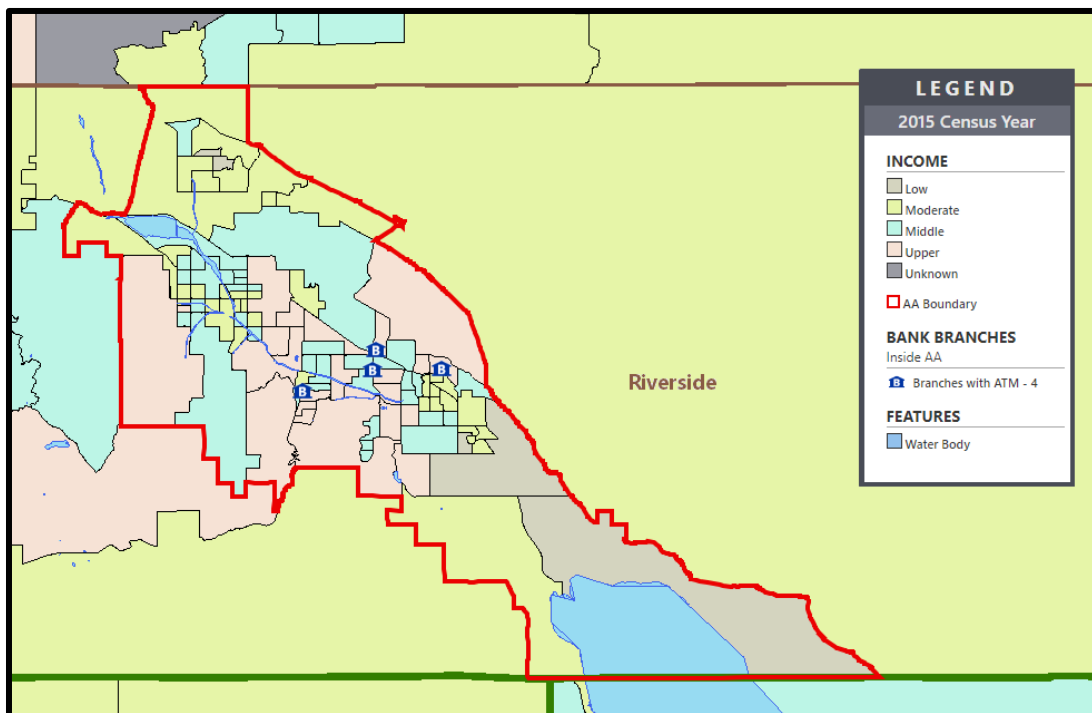 LEGEND
2015 Census Year
INCOME
Low
Moderate
Middle
Upper
Unknown
AA Boundary
BANK BRANCHES
Inside AA
B Branches with ATM - 4
FEATURES
Water Body
B
B
B
B
Riverside